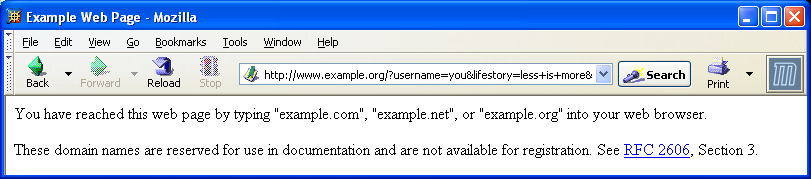 Example Web Page - Mozilla
File Edit View Go Bookmarks Tools Window Help
Back Forward Reload Stop http://www.example.org/?username=you&lifestory=less+is+more& Search Print m
You have reached this web page by typing "example.com", "example.net", or "example.org" into your web browser.
These domain names are reserved for use in documentation and are not available for registration. See RFC 2606, Section 3.